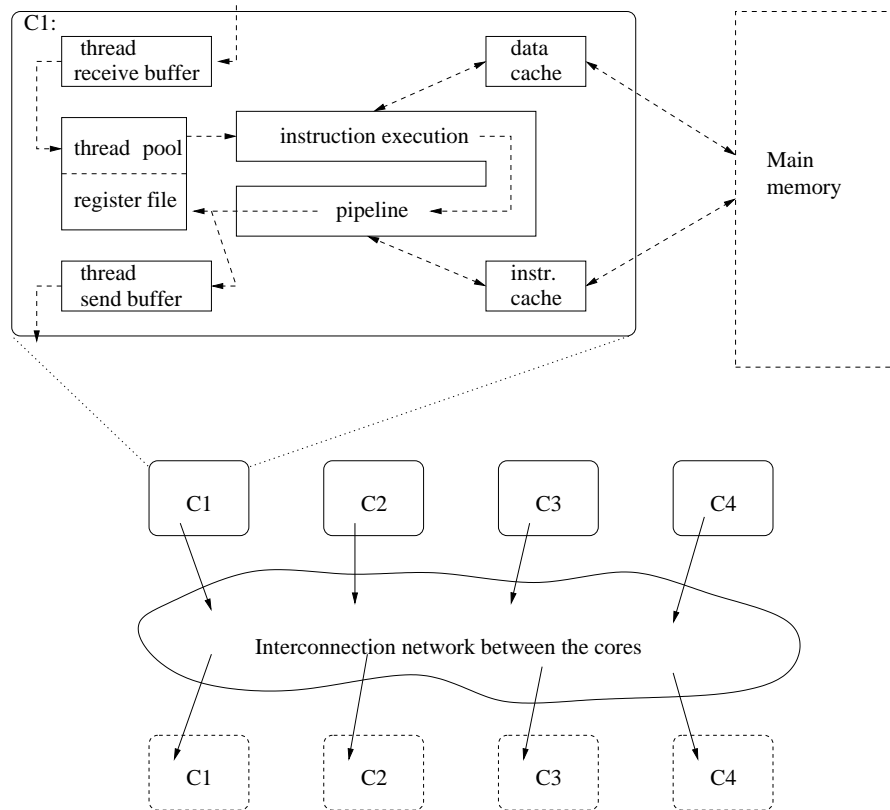 C1:
thread
receive buffer
data
cache
thread pool
instruction execution
Main
memory
register file
pipeline
thread
send buffer
instr.
cache
C1
C2
C3
C4
Interconnection network between the cores
C1
C2
C3
C4